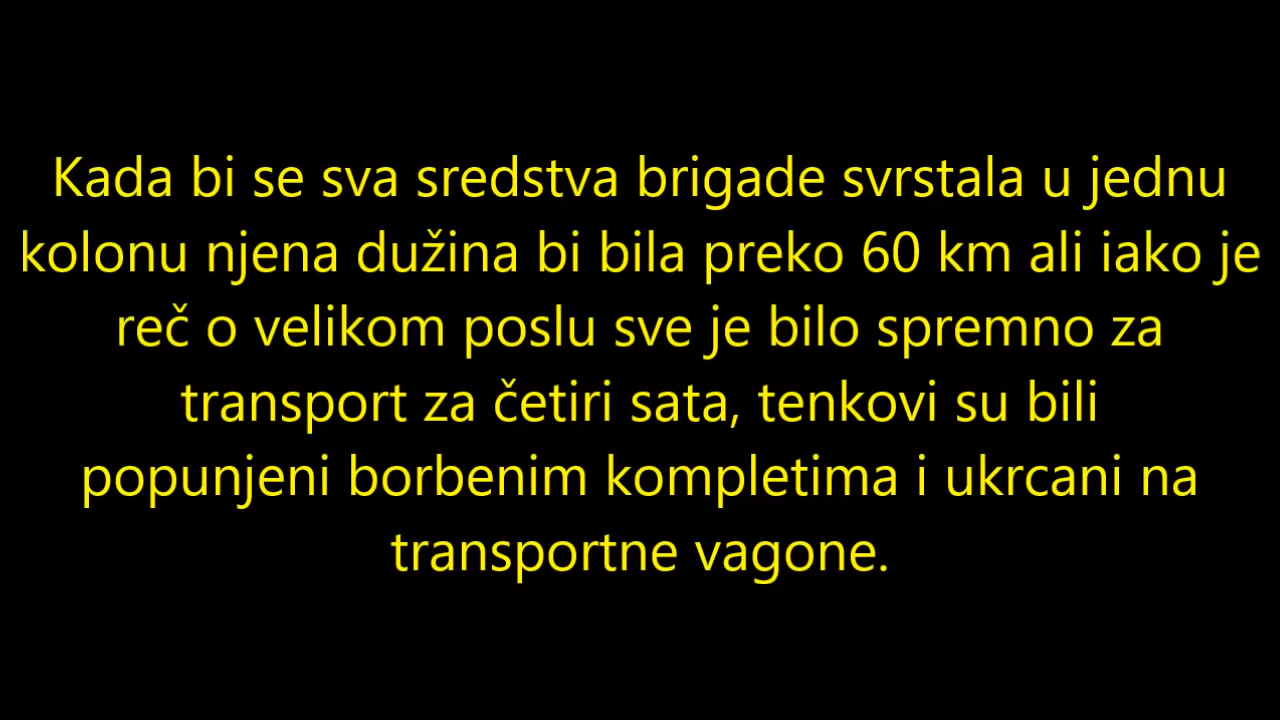 Kada bi se sva sredstva brigade svrstala u jednu
kolonu njena dužina bi bila preko 60 km ali iako je
reč o velikom poslu sve je bilo spremno za
transport za četiri sata, tenkovi su bili
popunjeni borbenim kompletima i ukrcani na
transportne vagone.